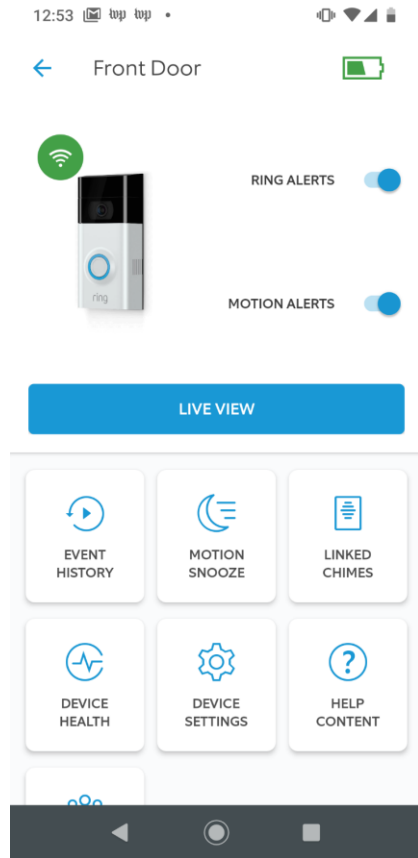 12:53
Front Door
RING ALERTS
ring
MOTION ALERTS
LIVE VIEW
EVENT
HISTORY
MOTION
SNOOZE
LINKED
CHIMES
DEVICE
HEALTH
DEVICE
SETTINGS
HELP
CONTENT